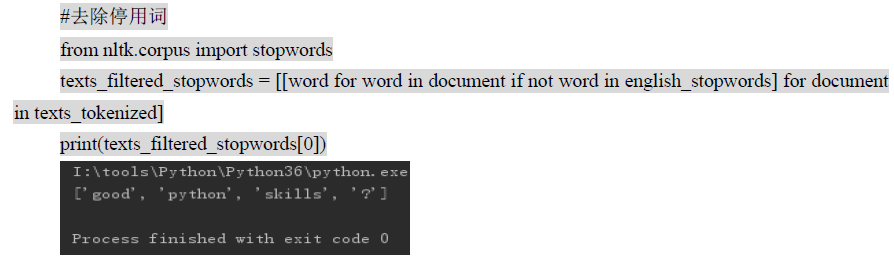 #去除停用词
from nltk.corpus import stopwords
texts_filtered_stopwords = [[word for word in document if not word in english_stopwords] for document
in texts_tokenized]
print(texts_filtered_stopwords[0])
I:\tools\Python\Python36\python.exe
['good', 'python', 'skills', '?']
Process finished with exit code 0